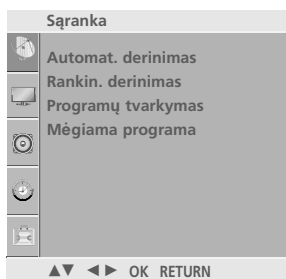 Sąranka
Automat. derinimas
Rankin. derinimas
Programų tvarkymas
Mėgiama programa
▲▼ ◄► OK RETURN